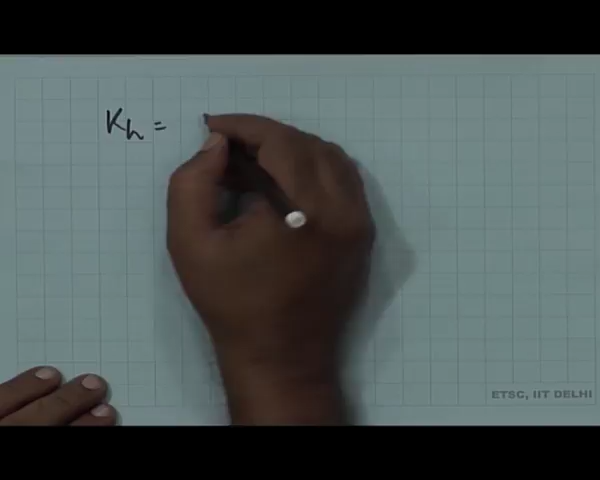 Kh =
ETSC, IIT DELHI